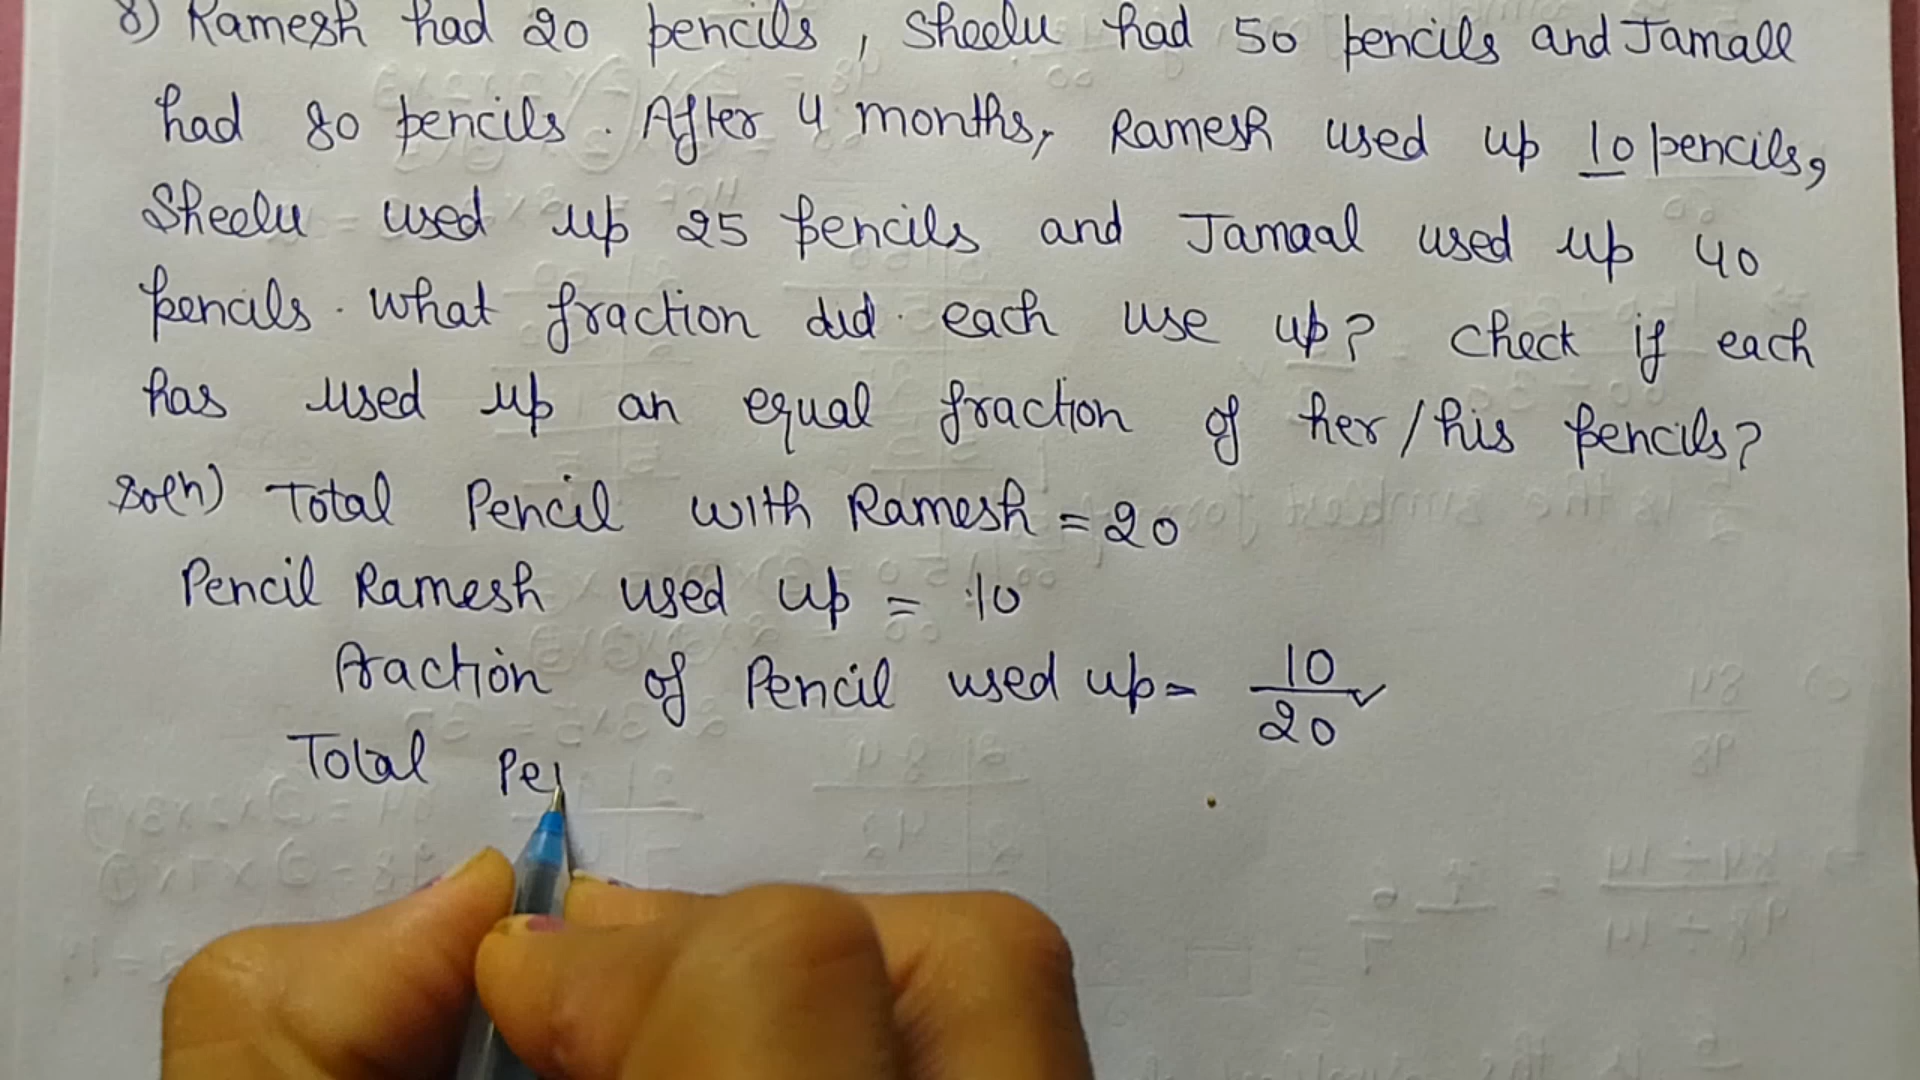 8) Ramesh had 20 pencils, Sheelu had 50 pencils and Jamall
had 80 pencils. After 4 months, Ramesh used up 10 pencils,
Sheelu used up 25 pencils and Jamaal used up 40
pencils. What fraction did each use up? Check if each
has used up an equal fraction of her/his pencils?
Soln) Total Pencil with Ramesh = 20
Pencil Ramesh used up = 10
Fraction of Pencil used up = 10/20
Total Pen